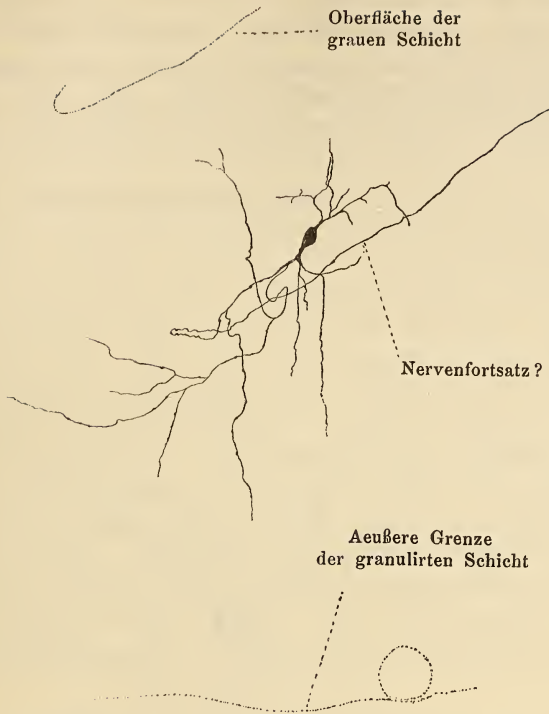 Oberfläche der
grauen Schicht
Nervenfortsatz?
Aeußere Grenze
der granulirten Schicht